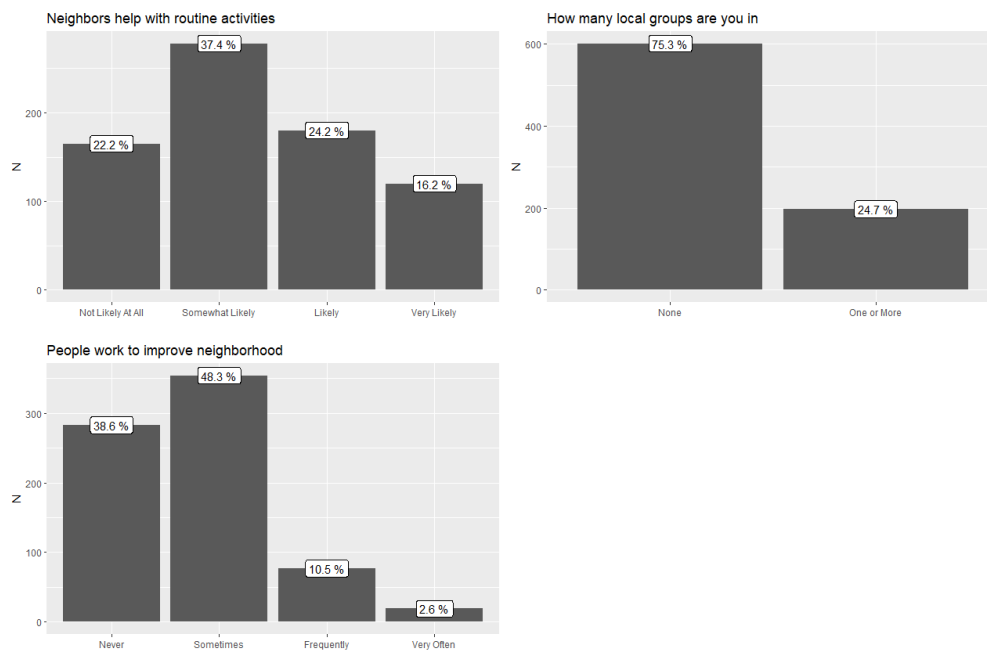 Neighbors help with routine activities
N
200
100
0
22.2 %
37.4 %
24.2 %
16.2 %
Not Likely At All
Somewhat Likely
Likely
Very Likely
How many local groups are you in
N
600
400
200
0
75.3 %
24.7 %
None
One or More
People work to improve neighborhood
N
300
200
100
0
38.6 %
48.3 %
10.5 %
2.6 %
Never
Sometimes
Frequently
Very Often